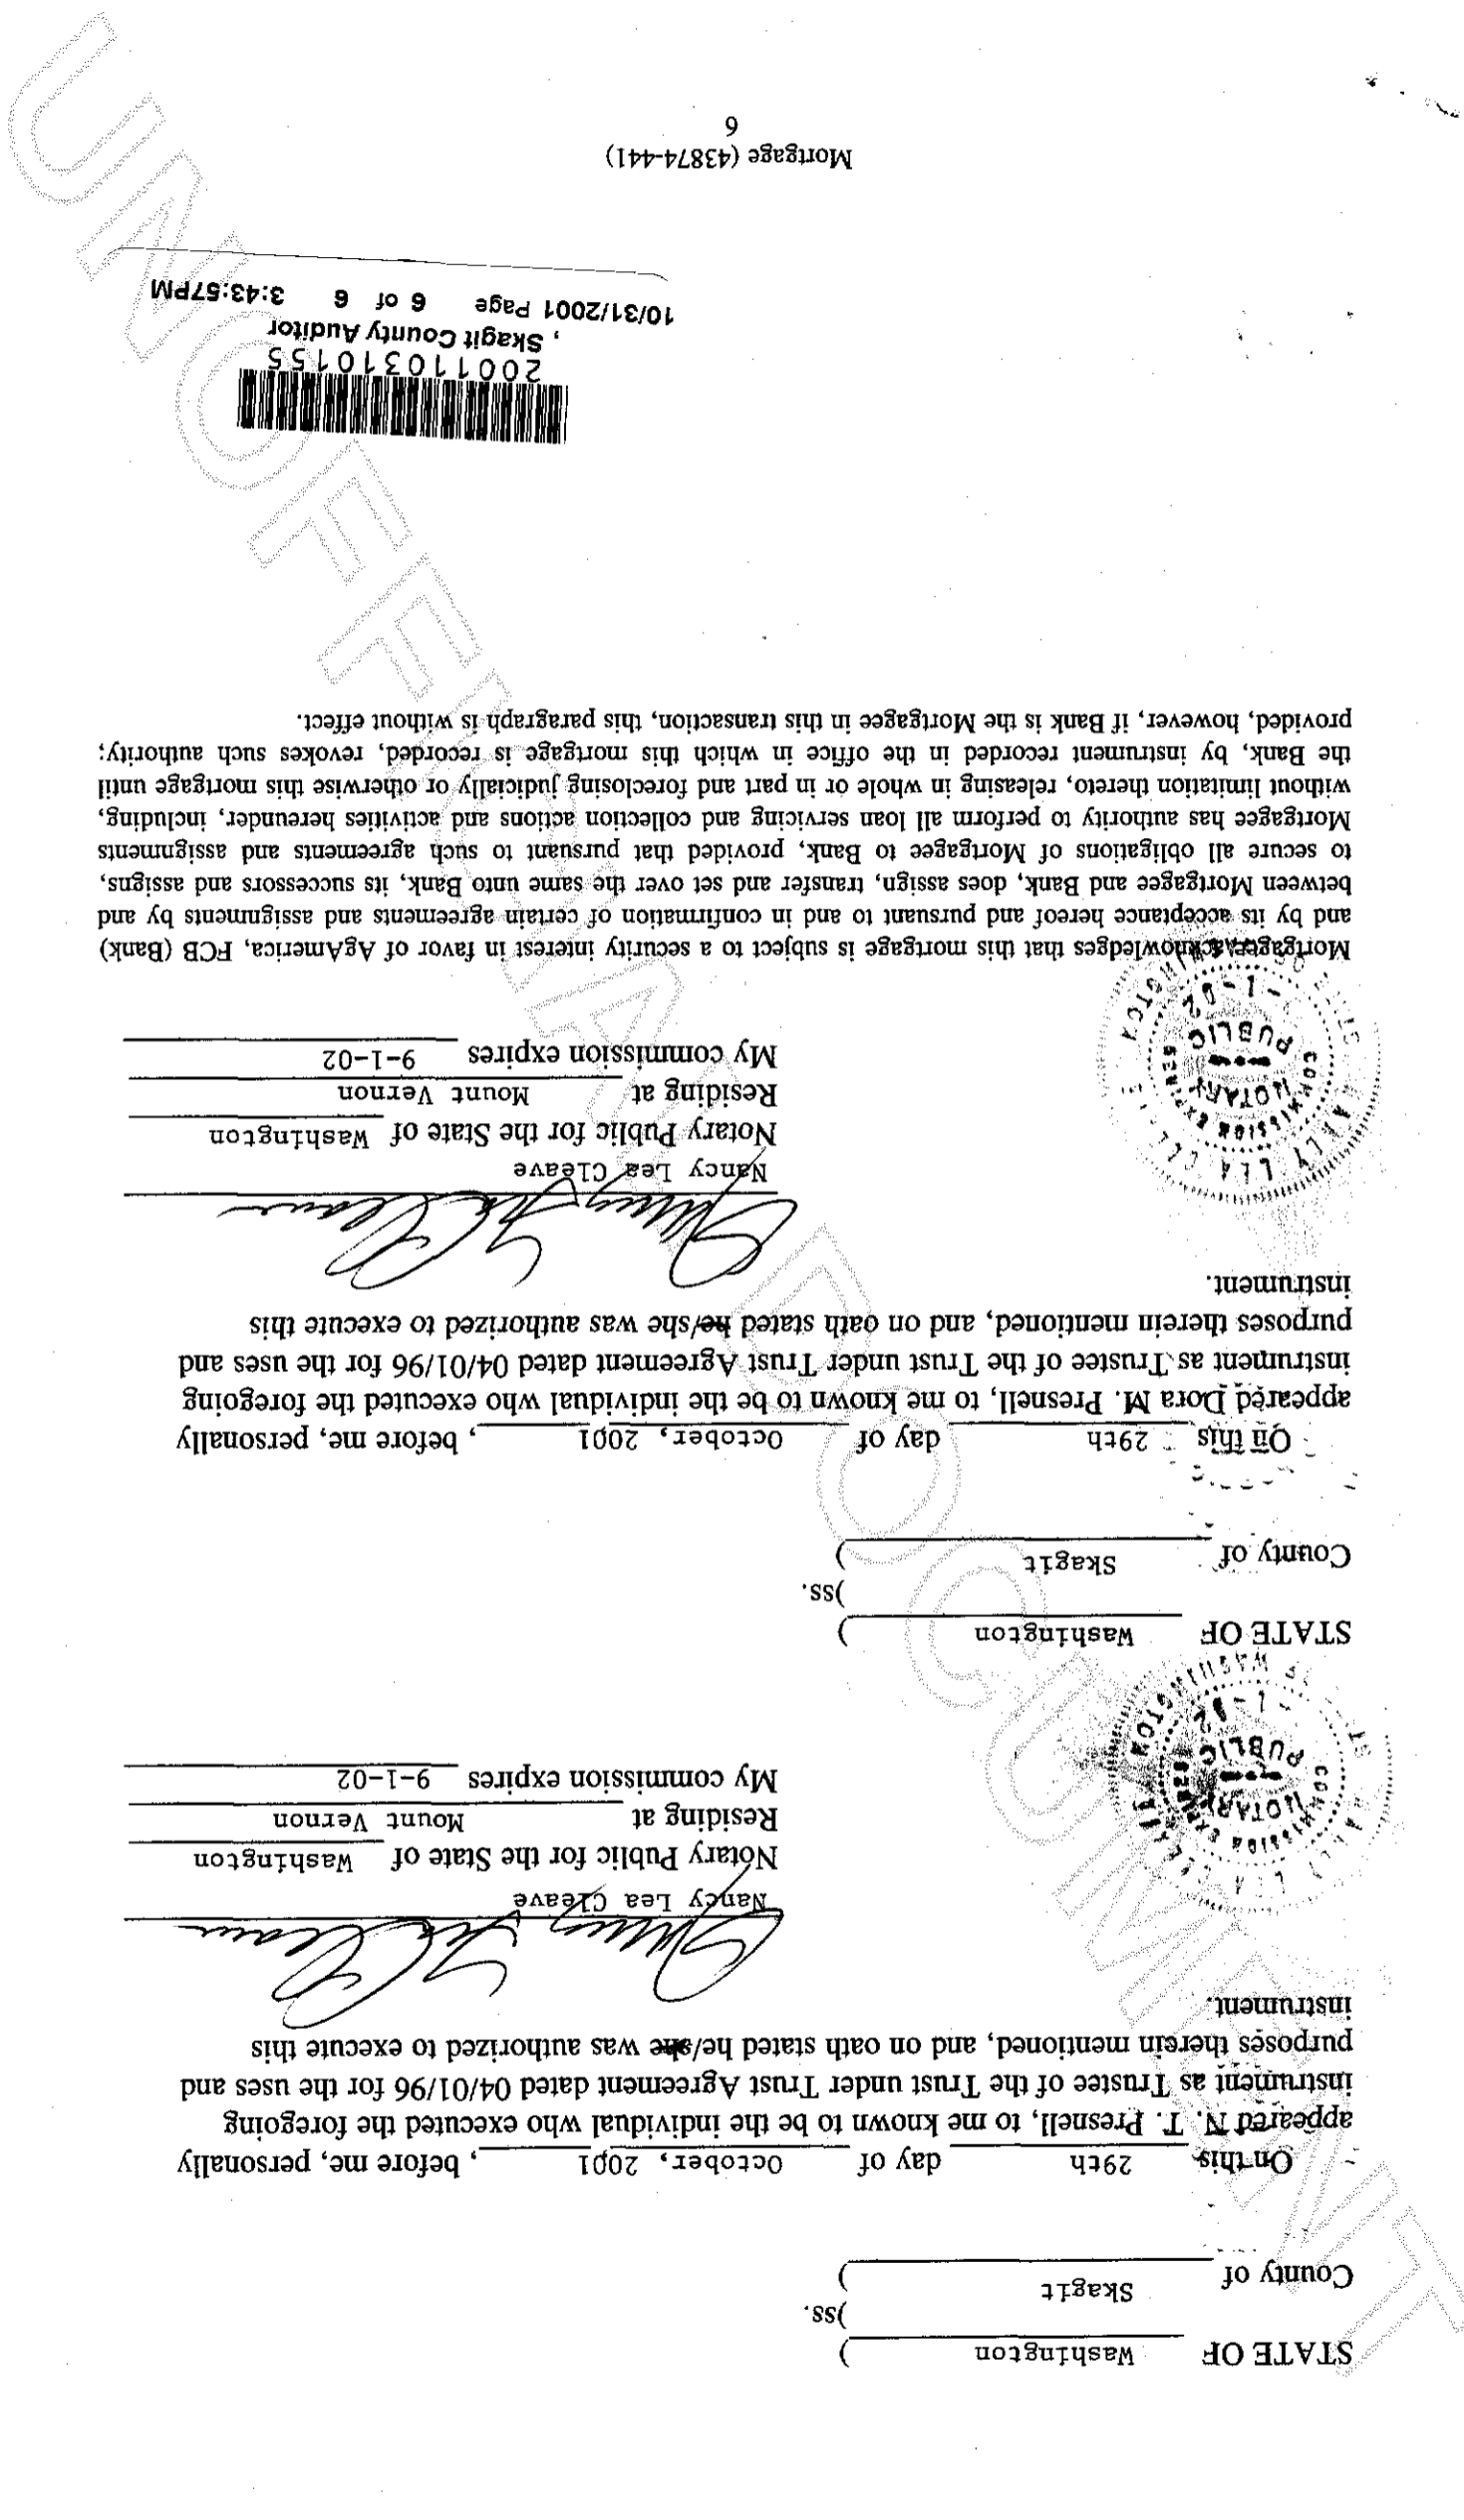 STATE OF Washington )
)ss.
County of Skagit )
On this 29th day of October, 2001, before me, personally
appeared N. T. Presnell, to me known to be the individual who executed the foregoing
instrument as Trustee of the Trust under Trust Agreement dated 04/01/96 for the uses and
purposes therein mentioned, and on oath stated he/she was authorized to execute this
instrument.
Nancy Lea Cleave
Nancy Lea Cleave
Notary Public for the State of Washington
Residing at Mount Vernon
My commission expires 9-1-02
NOTARY
PUBLIC
COMMISSION EXPIRES
STATE OF Washington )
)ss.
County of Skagit )
On this 29th day of October, 2001, before me, personally
appeared Dora M. Presnell, to me known to be the individual who executed the foregoing
instrument as Trustee of the Trust under Trust Agreement dated 04/01/96 for the uses and
purposes therein mentioned, and on oath stated he/she was authorized to execute this
instrument.
Nancy Lea Cleave
Nancy Lea Cleave
Notary Public for the State of Washington
Residing at Mount Vernon
My commission expires 9-1-02
COMMISSION EXPIRES
NOTARY
PUBLIC
Mortgagee acknowledges that this mortgage is subject to a security interest in favor of AgAmerica, FCB (Bank)
and by its acceptance hereof and pursuant to and in confirmation of certain agreements and assignments by and
between Mortgagee and Bank, does assign, transfer and set over the same unto Bank, its successors and assigns,
to secure all obligations of Mortgagee to Bank, provided that pursuant to such agreements and assignments
Mortgagee has authority to perform all loan servicing and collection actions and activities hereunder, including,
without limitation thereto, releasing in whole or in part and foreclosing judicially or otherwise this mortgage until
the Bank, by instrument recorded in the office in which this mortgage is recorded, revokes such authority;
provided, however, if Bank is the Mortgagee in this transaction, this paragraph is without effect.
200110310155
, Skagit County Auditor
10/31/2001 Page 6 of 6 3:43:57PM
Mortgage (43874-441)
6
UNOFFICIAL DOCUMENT